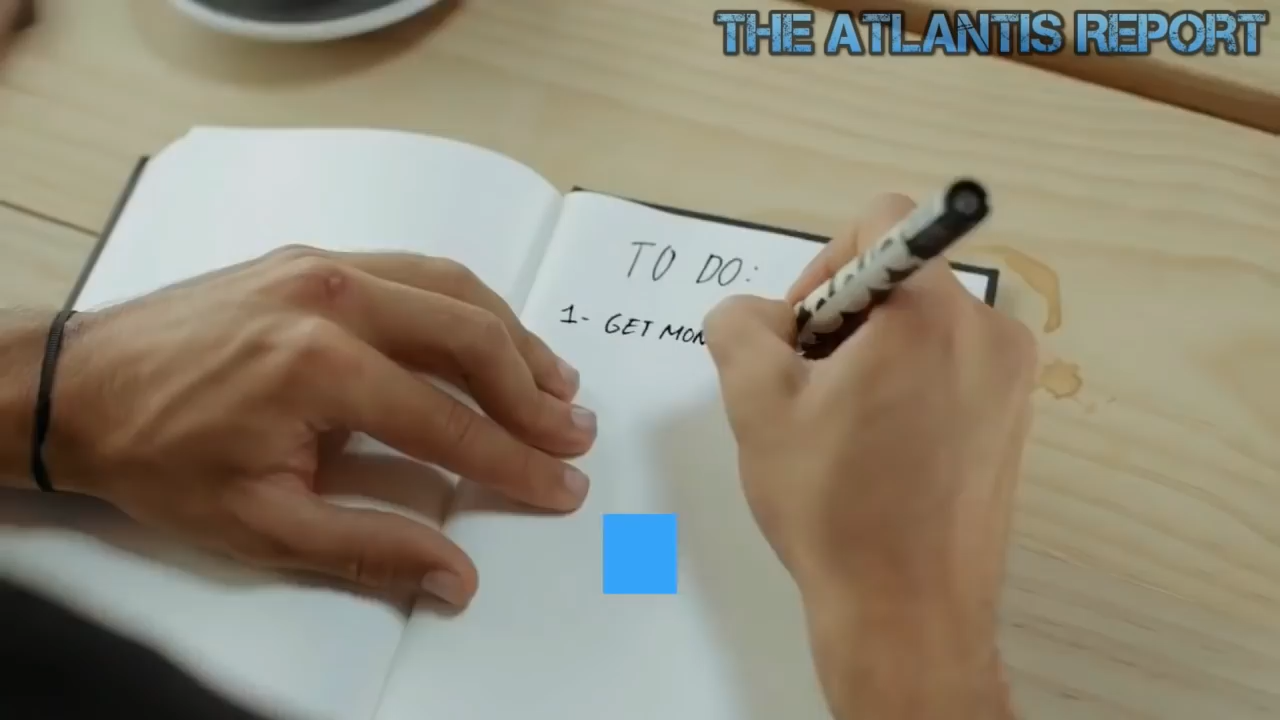 THE ATLANTIS REPORT
TO DO:
1- GET MON